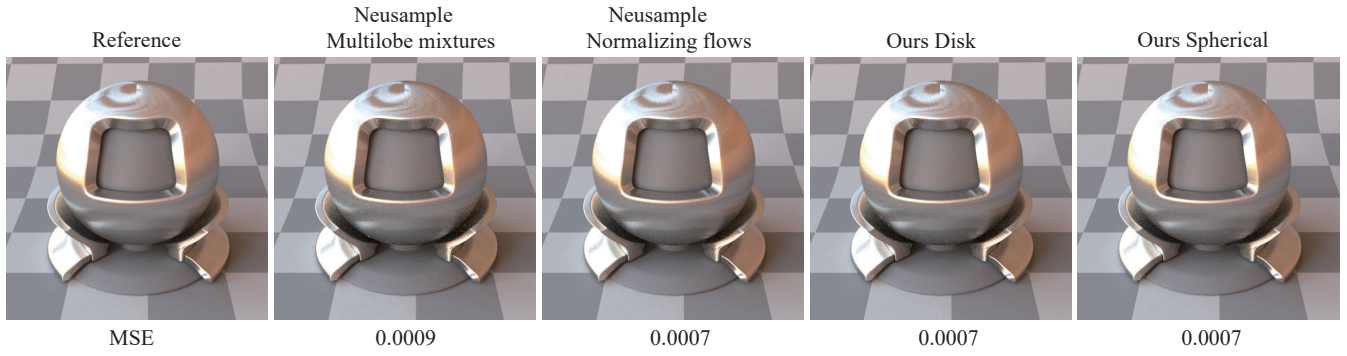 Reference
Neusample
Multilobe mixtures
Neusample
Normalizing flows
Ours Disk
Ours Spherical
MSE
0.0009
0.0007
0.0007
0.0007